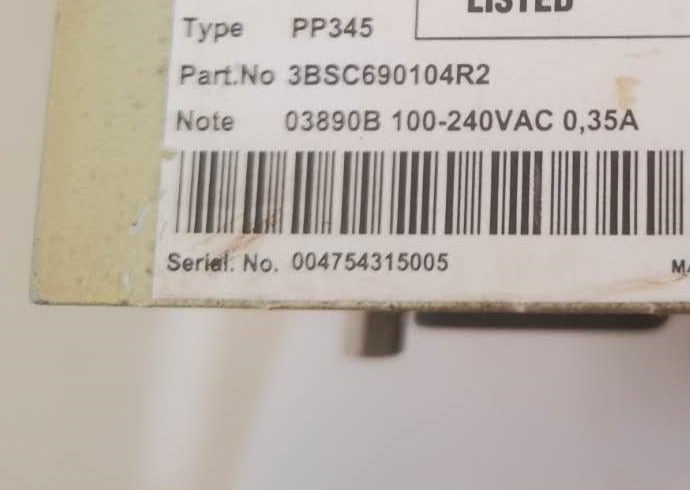 LISTED
Type PP345
Part.No 3BSC690104R2
Note 03890B 100-240VAC 0,35A
Serial. No. 004754315005